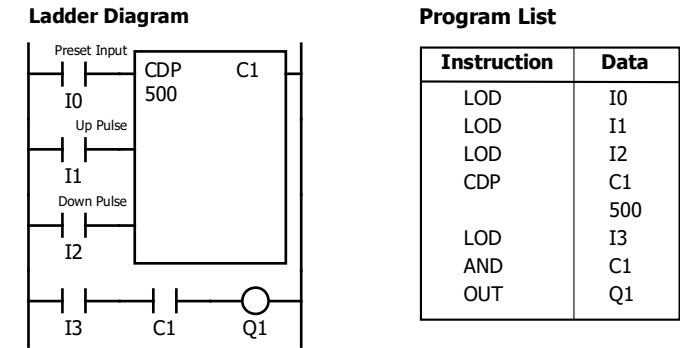 Ladder Diagram
Preset Input
CDP C1
I0
500
Up Pulse
I1
Down Pulse
I2
I3 C1 Q1
Program List
Instruction Data
LOD I0
LOD I1
LOD I2
CDP C1
500
LOD I3
AND C1
OUT Q1